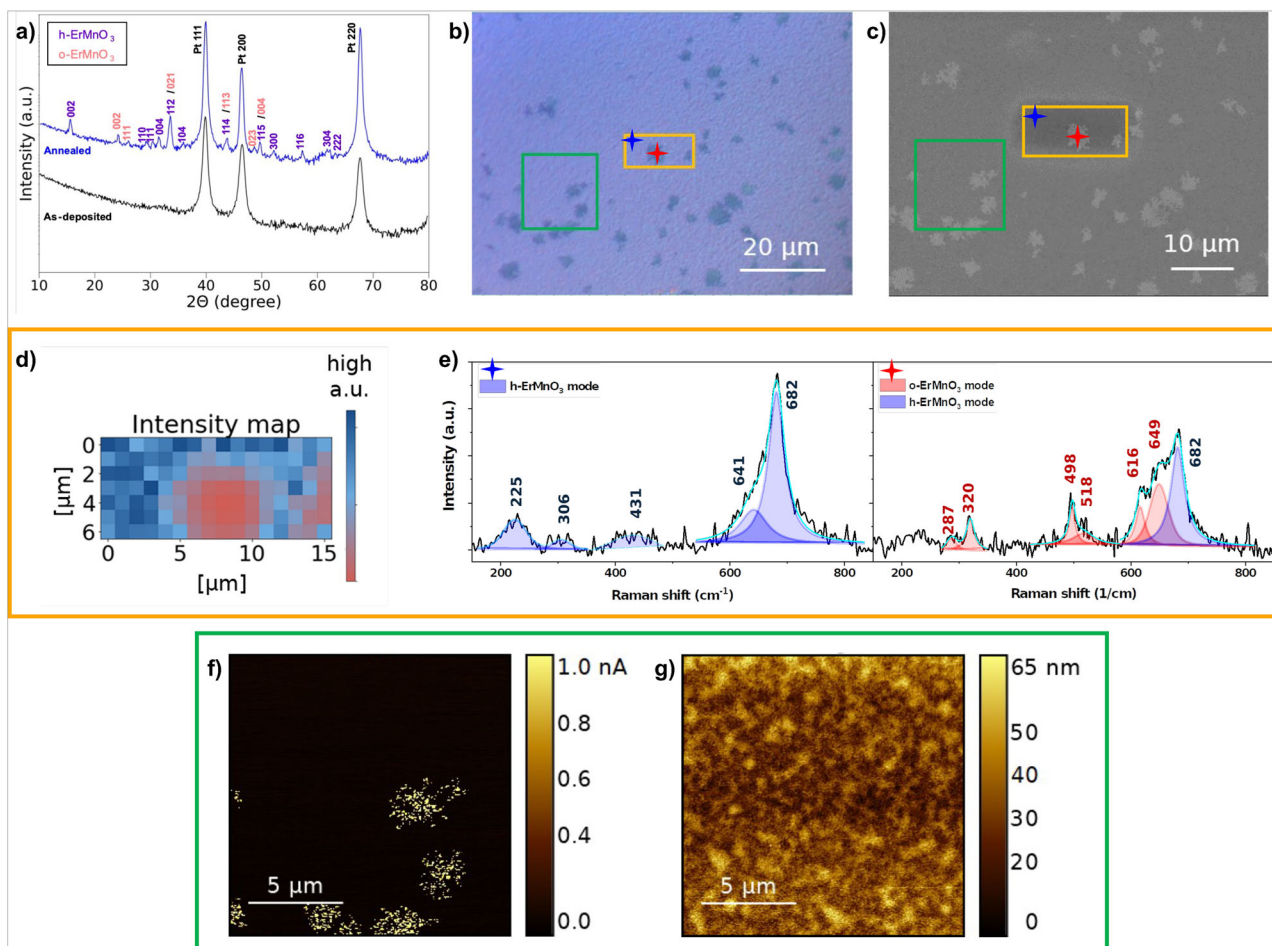 a)
h-ErMnO3
o-ErMnO3
Pt 111
Pt 200
Pt 220
002
002
111
110
111
004
112 / 021
104
114 / 113
023
115 / 004
300
116
304
222
Annealed
As-deposited
Intensity (a.u.)
10 20 30 40 50 60 70 80
2Θ (degree)
b)
20 µm
c)
10 µm
d)
high
a.u.
Intensity map
0
2
4
6
[µm]
0 5 10 15
[µm]
e)
h-ErMnO3 mode
225
306
431
641
682
Intensity (a.u.)
200 400 600 800
Raman shift (cm-1)
o-ErMnO3 mode
h-ErMnO3 mode
287
320
498
518
616
649
682
200 400 600 800
Raman shift (1/cm)
f)
5 µm
1.0 nA
0.8
0.6
0.4
0.0
g)
5 µm
65 nm
50
40
30
20
0